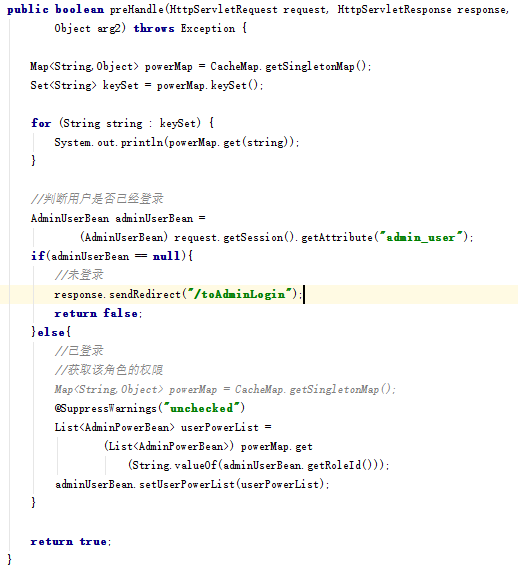 public boolean preHandle(HttpServletRequest request, HttpServletResponse response,
Object arg2) throws Exception {
Map<String,Object> powerMap = CacheMap.getSingletonMap();
Set<String> keySet = powerMap.keySet();
for (String string : keySet) {
System.out.println(powerMap.get(string));
}
//判断用户是否已经登录
AdminUserBean adminUserBean =
(AdminUserBean) request.getSession().getAttribute("admin_user");
if(adminUserBean == null){
//未登录
response.sendRedirect("/toAdminLogin");
return false;
}else{
//已登录
//获取该角色的权限
Map<String,Object> powerMap = CacheMap.getSingletonMap();
@SuppressWarnings("unchecked")
List<AdminPowerBean> userPowerList =
(List<AdminPowerBean>) powerMap.get
(String.valueOf(adminUserBean.getRoleId()));
adminUserBean.setUserPowerList(userPowerList);
}
return true;
}